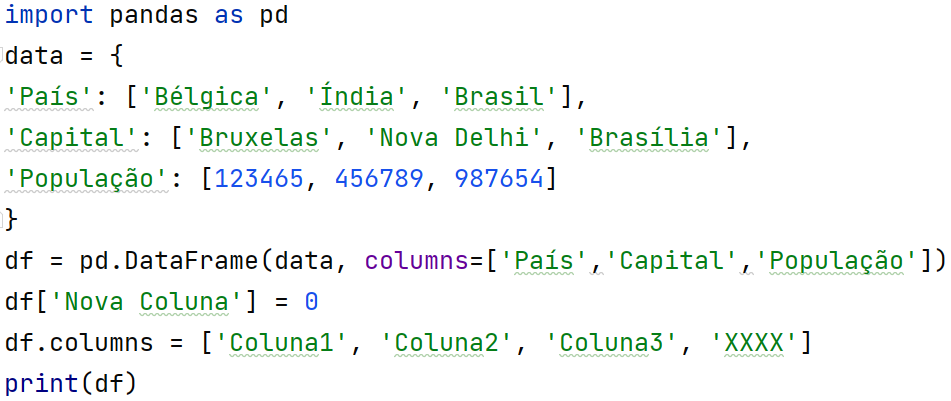 import pandas as pd
data = {
'País': ['Bélgica', 'Índia', 'Brasil'],
'Capital': ['Bruxelas', 'Nova Delhi', 'Brasília'],
'População': [123465, 456789, 987654]
}
df = pd.DataFrame(data, columns=['País','Capital','População'])
df['Nova Coluna'] = 0
df.columns = ['Coluna1', 'Coluna2', 'Coluna3', 'XXXX']
print(df)